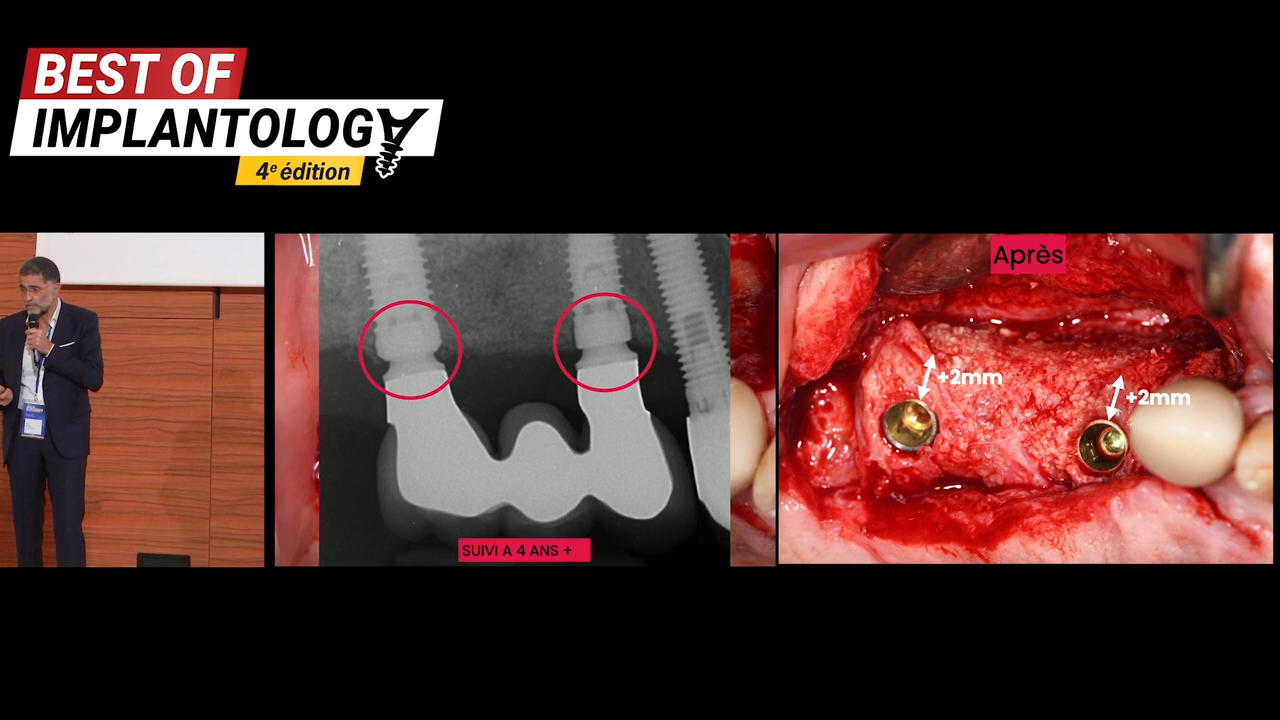 BEST OF
IMPLANTOLOGY
4e édition
SUIVI A 4 ANS +
Après
+2mm
+2mm